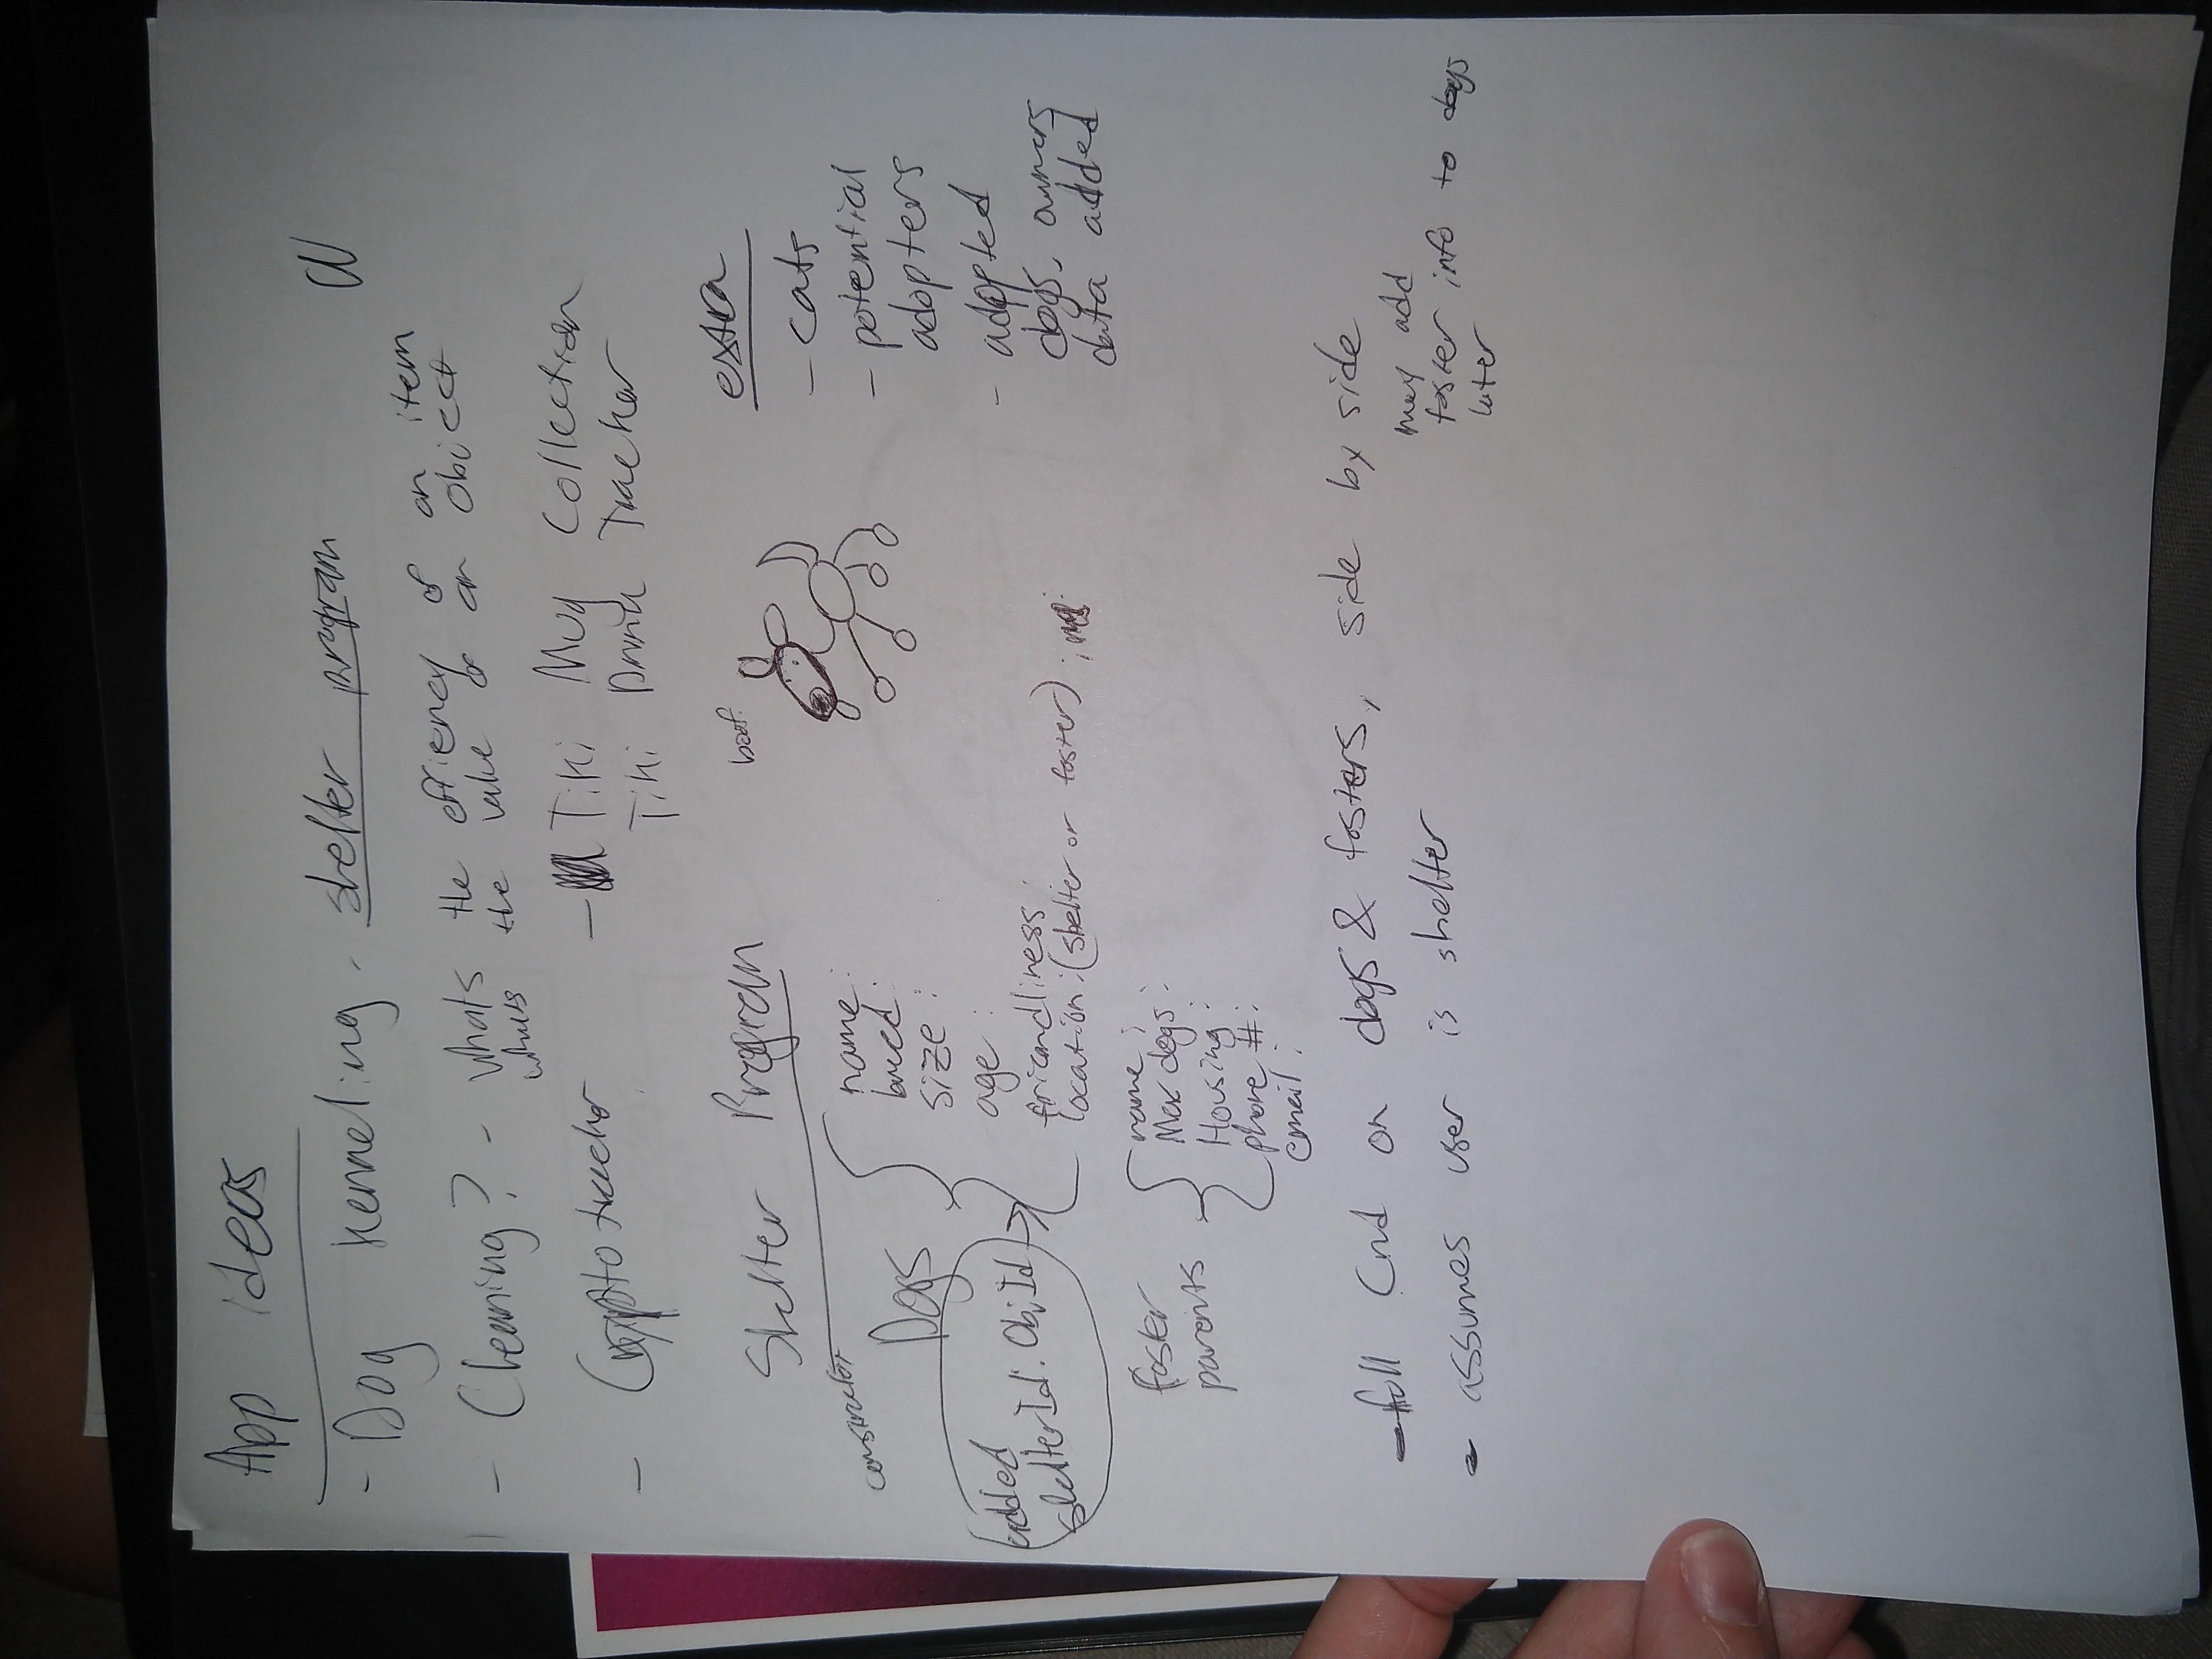 App ideas
- Dog kenneling - shelter program
- Cleaning? - whats the effiency of an item
whats the value of an object
- Crypto tracker
- Tiki Mug Collection
Tiki Drink Tracker
Shelter Program
constructor
Dogs
name:
breed:
size:
age:
friendliness:
location: (shelter or foster);
added
shelterId: ObjId
boof.
extra
- cats
- potential
adopters
- adopted
dogs, owners
data added
foster
parents
name:
Max dogs:
Housing:
phone #:
email:
- full Crud on dogs & fosters, side by side
- assumes user is shelter
may add
foster info to dogs
later